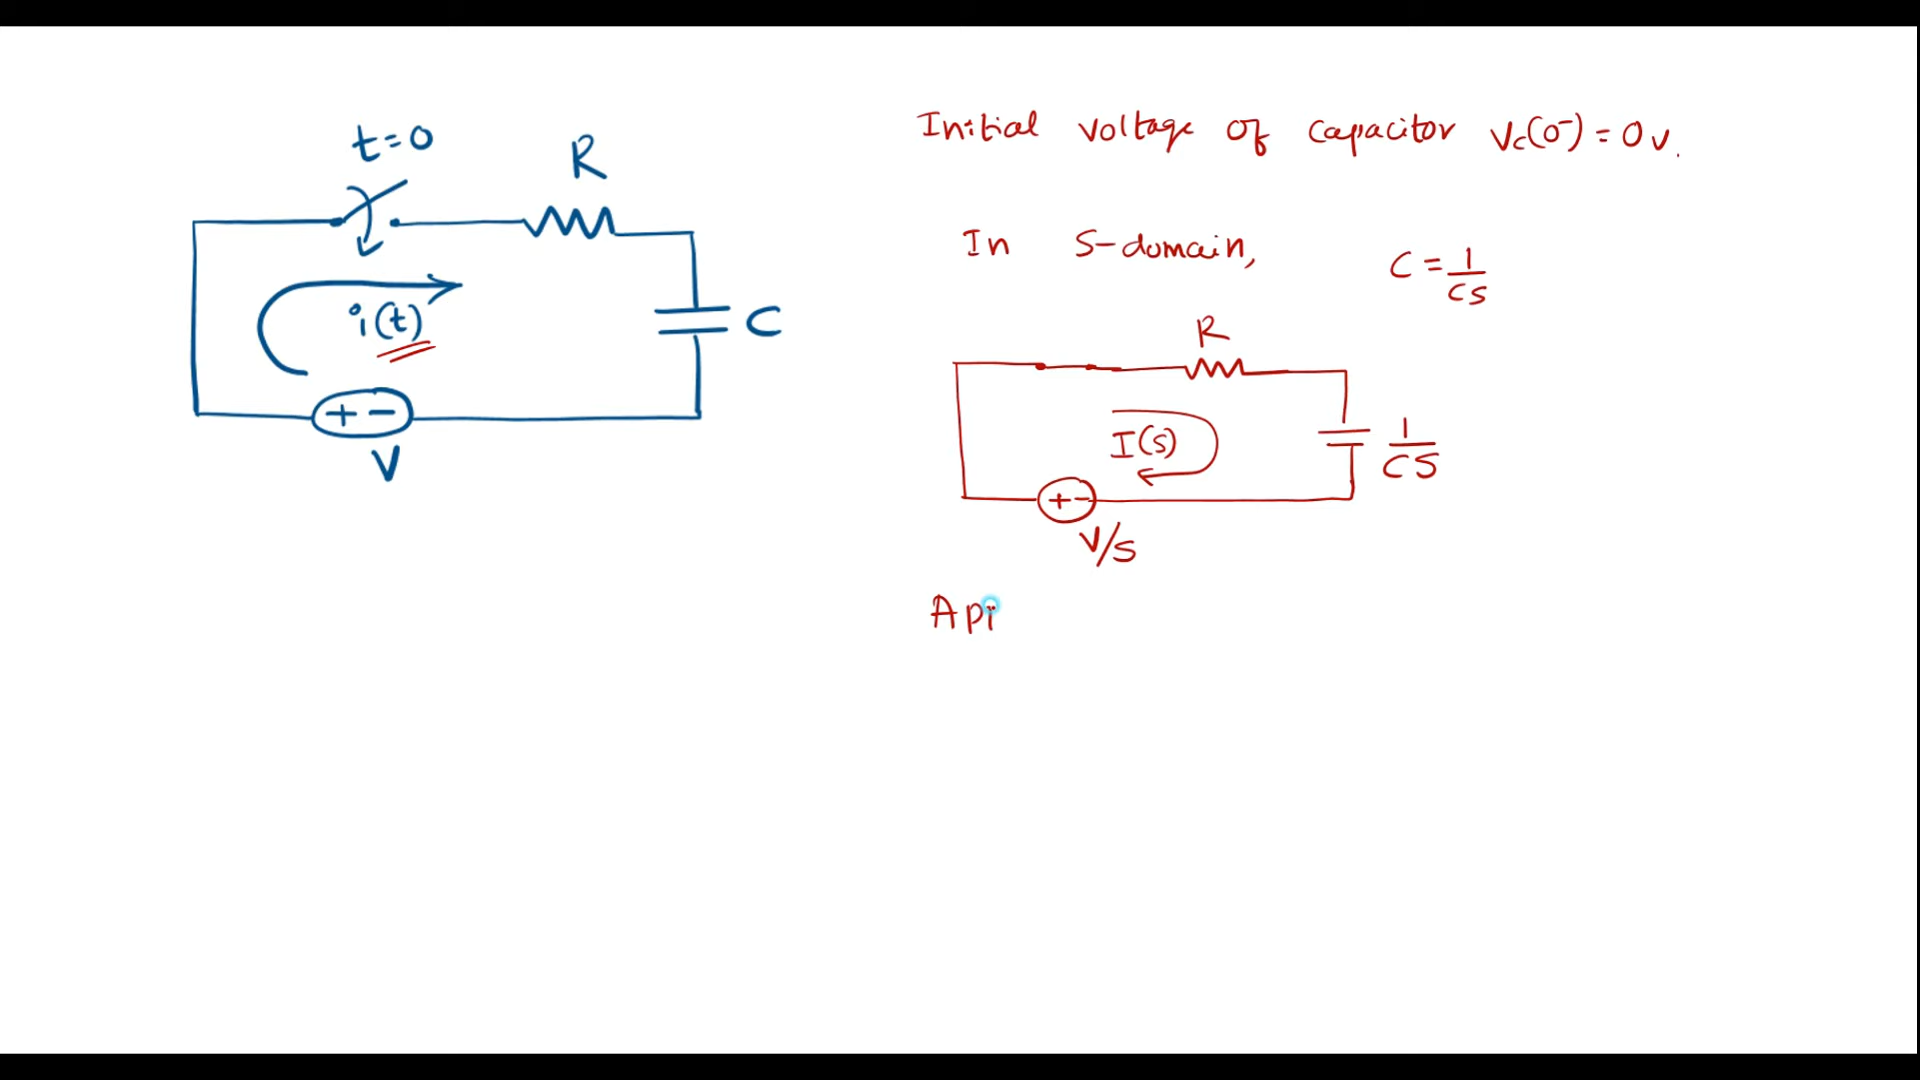 t=0
R
i(t)
C
+ -
V
Initial voltage of capacitor Vc(0⁻) = 0 v.
In S-domain,
C = 1/CS
R
I(s)
1/CS
+ -
V/S
Api